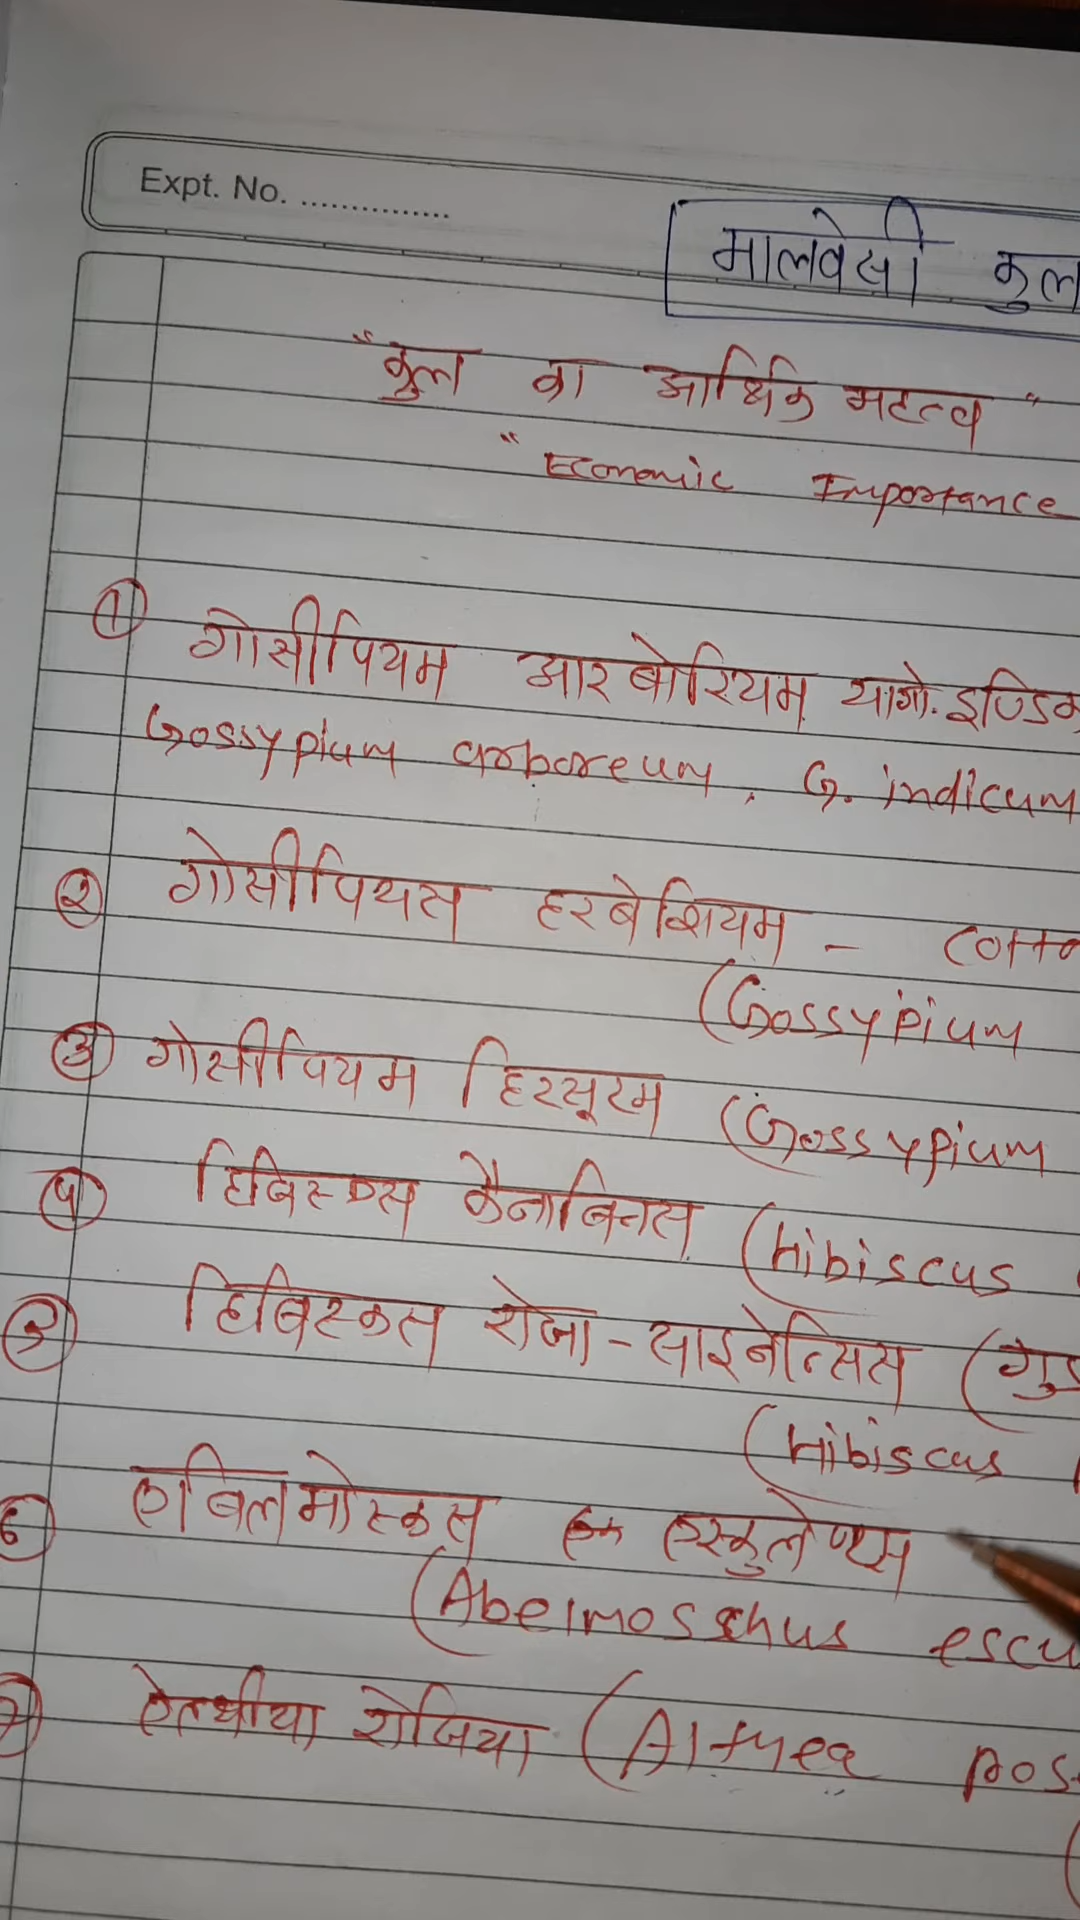 Expt. No. ...............
मालवेसी कुल
"कुल का आर्थिक महत्व"
"Economic Importance
① गोसीपियम आरबोरियम, यागो. इण्डिक
Gossypium arboreum, G. indicum
② गोसीपियस हरबेशियम - cotto
(Gossypium
③ गोसीपियम हिरसूटम (Gossypium
④ हिबिस्कस कैनाबिनस (Hibiscus
⑤ हिबिस्कस रोजा-साइनेन्सिस (गुड़
(Hibiscus
⑥ एबिलमोस्कस एस्कुलेण्टस
(Abelmoschus escu
⑦ ऐल्थीया रोजिया (Althea ros